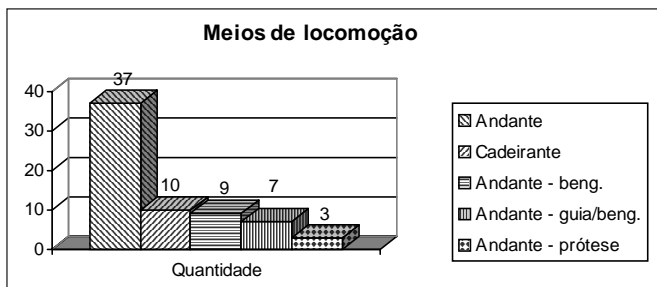 Meios de locomoção
37
40
30
20
10
0
10
9
7
3
Quantidade
Andante
Cadeirante
Andante - beng.
Andante - guia/beng.
Andante - prótese